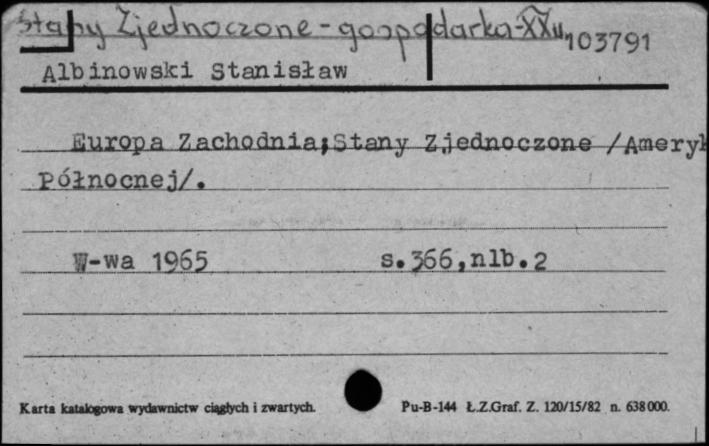 Stany Zjednoczone - gospodarka - XX w.
103791
Albinowski Stanisław
Europa Zachodnia;Stany Zjednoczone /Ameryk
Północnej/.
W-wa 1965 s.366,nlb.2
Karta katalogowa wydawnictw ciągłych i zwartych. Pu-B-144 Ł.Z.Graf. Z. 120/15/82 n. 638000.